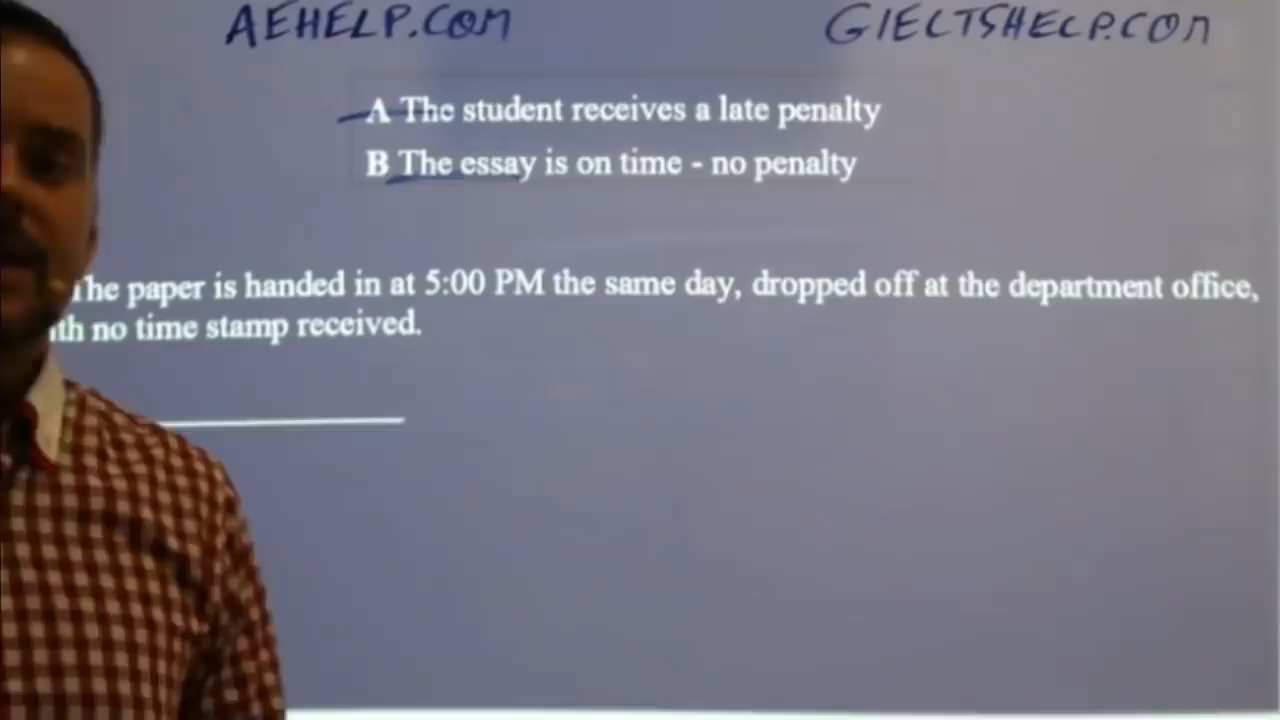 AEHELP.COM
GIELTSHELP.COM
A The student receives a late penalty
B The essay is on time - no penalty
The paper is handed in at 5:00 PM the same day, dropped off at the department office,
ith no time stamp received.